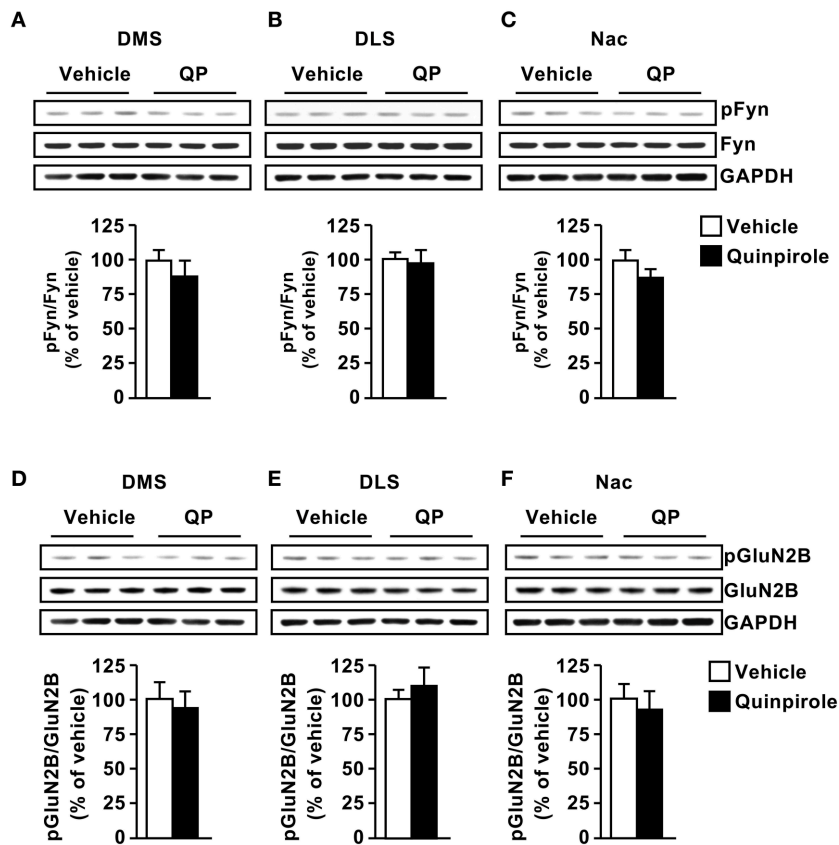 A
DMS
Vehicle QP
B
DLS
Vehicle QP
C
Nac
Vehicle QP
pFyn
Fyn
GAPDH
pFyn/Fyn
(% of vehicle)
125
100
75
50
25
0
pFyn/Fyn
(% of vehicle)
125
100
75
50
25
0
pFyn/Fyn
(% of vehicle)
125
100
75
50
25
0
Vehicle
Quinpirole
D
DMS
Vehicle QP
E
DLS
Vehicle QP
F
Nac
Vehicle QP
pGluN2B
GluN2B
GAPDH
pGluN2B/GluN2B
(% of vehicle)
125
100
75
50
25
0
pGluN2B/GluN2B
(% of vehicle)
125
100
75
50
25
0
pGluN2B/GluN2B
(% of vehicle)
125
100
75
50
25
0
Vehicle
Quinpirole